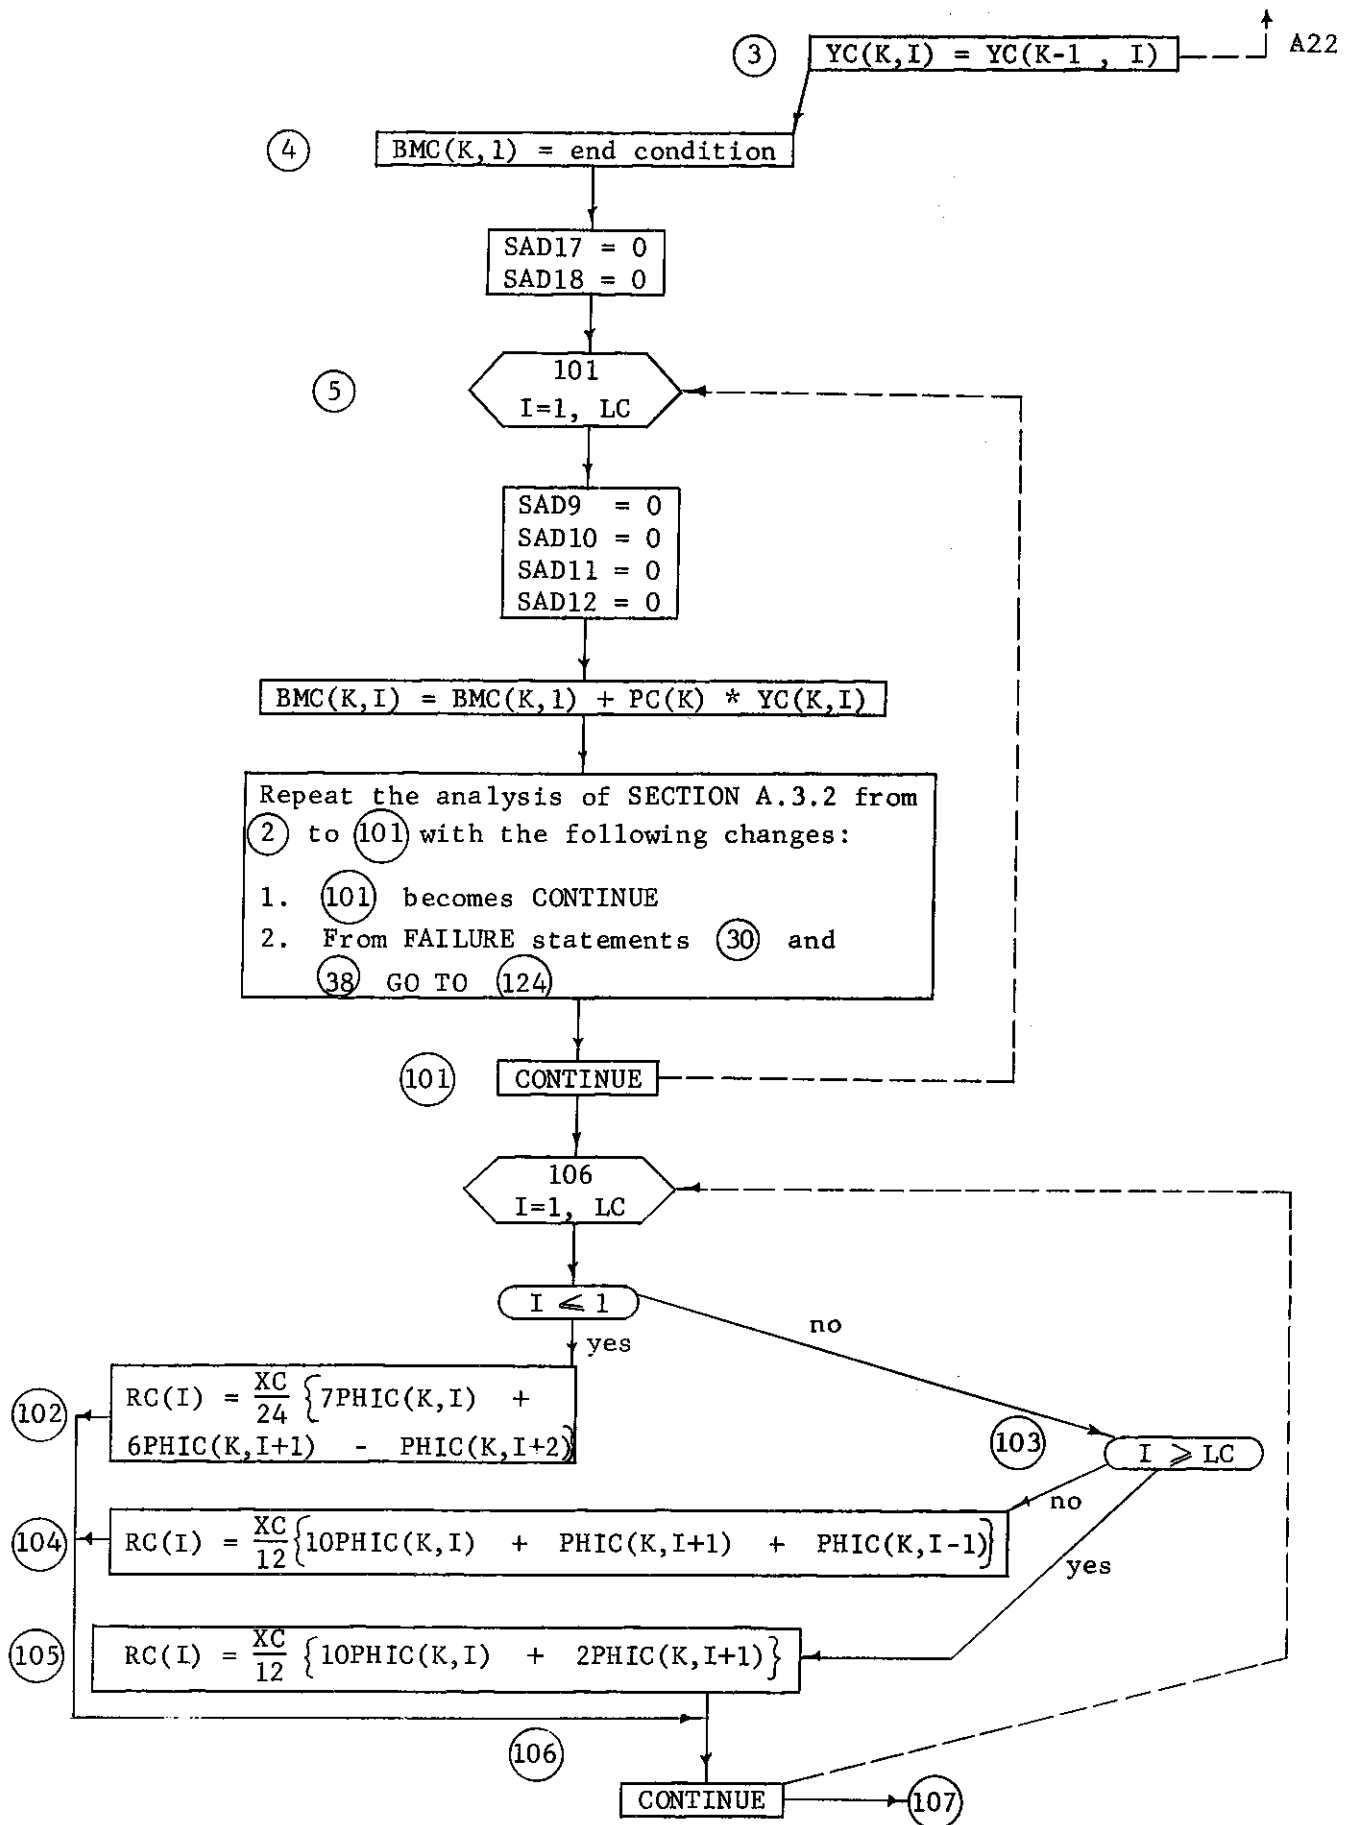 A22
3 YC(K,I) = YC(K-1 , I)
4 BMC(K,1) = end condition
SAD17 = 0
SAD18 = 0
5
101
I=1, LC
SAD9 = 0
SAD10 = 0
SAD11 = 0
SAD12 = 0
BMC(K,I) = BMC(K,1) + PC(K) * YC(K,I)
Repeat the analysis of SECTION A.3.2 from
2 to 101 with the following changes:
1. 101 becomes CONTINUE
2. From FAILURE statements 30 and
38 GO TO 124
101 CONTINUE
106
I=1, LC
I ⩽ 1
no
yes
102 RC(I) = XC/24 {7PHIC(K,I) +
6PHIC(K,I+1) - PHIC(K,I+2)}
103 I ⩾ LC
no
104 RC(I) = XC/12 {10PHIC(K,I) + PHIC(K,I+1) + PHIC(K,I-1)}
yes
105 RC(I) = XC/12 {10PHIC(K,I) + 2PHIC(K,I+1)}
106
CONTINUE 107